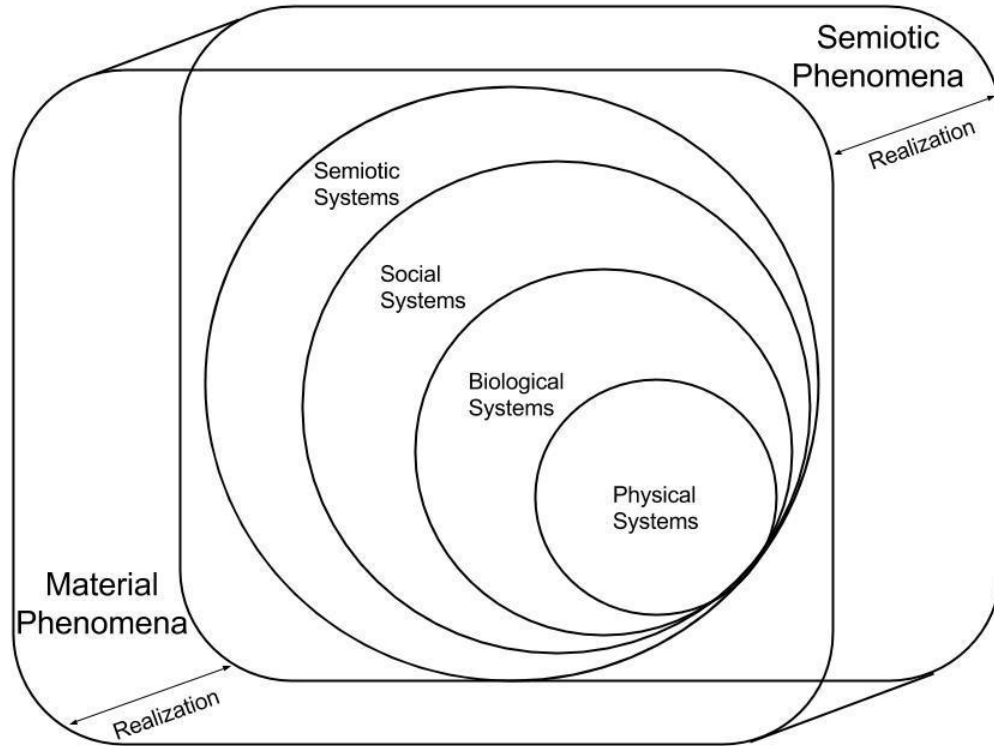 Semiotic
Phenomena
Realization
Semiotic
Systems
Social
Systems
Biological
Systems
Physical
Systems
Material
Phenomena
Realization